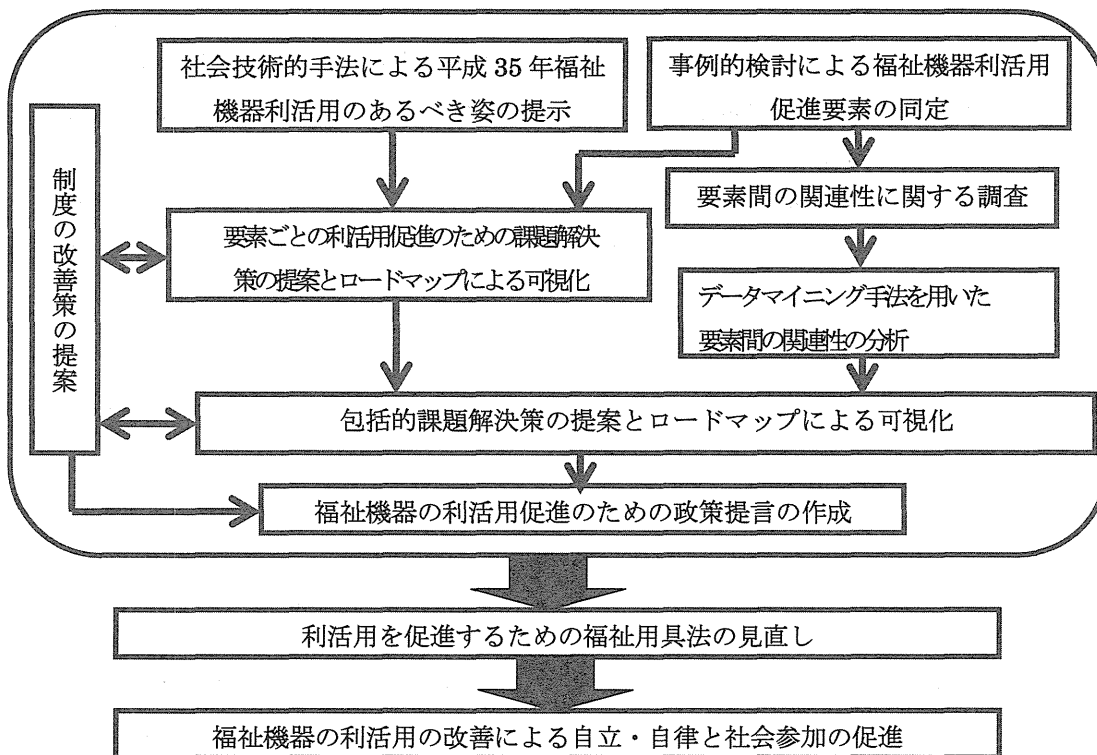 社会技術的手法による平成 35 年福祉
機器利活用のあるべき姿の提示
事例的検討による福祉機器利活用
促進要素の同定
制度の改善策の提案
要素間の関連性に関する調査
要素ごとの利活用促進のための課題解決
策の提案とロードマップによる可視化
データマイニング手法を用いた
要素間の関連性の分析
包括的課題解決策の提案とロードマップによる可視化
福祉機器の利活用促進のための政策提言の作成
利活用を促進するための福祉用具法の見直し
福祉機器の利活用の改善による自立・自律と社会参加の促進